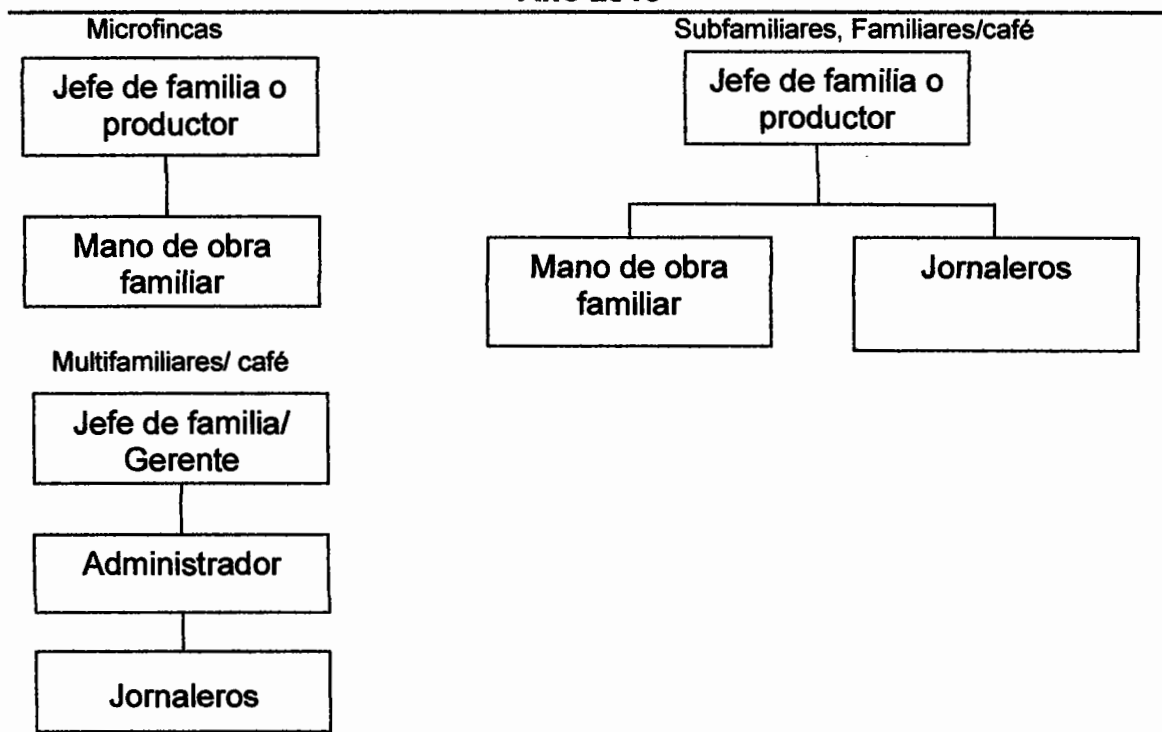 Microfincas
Jefe de familia o
productor
Mano de obra
familiar
Subfamiliares, Familiares/café
Jefe de familia o
productor
Mano de obra
familiar
Jornaleros
Multifamiliares/ café
Jefe de familia/
Gerente
Administrador
Jornaleros